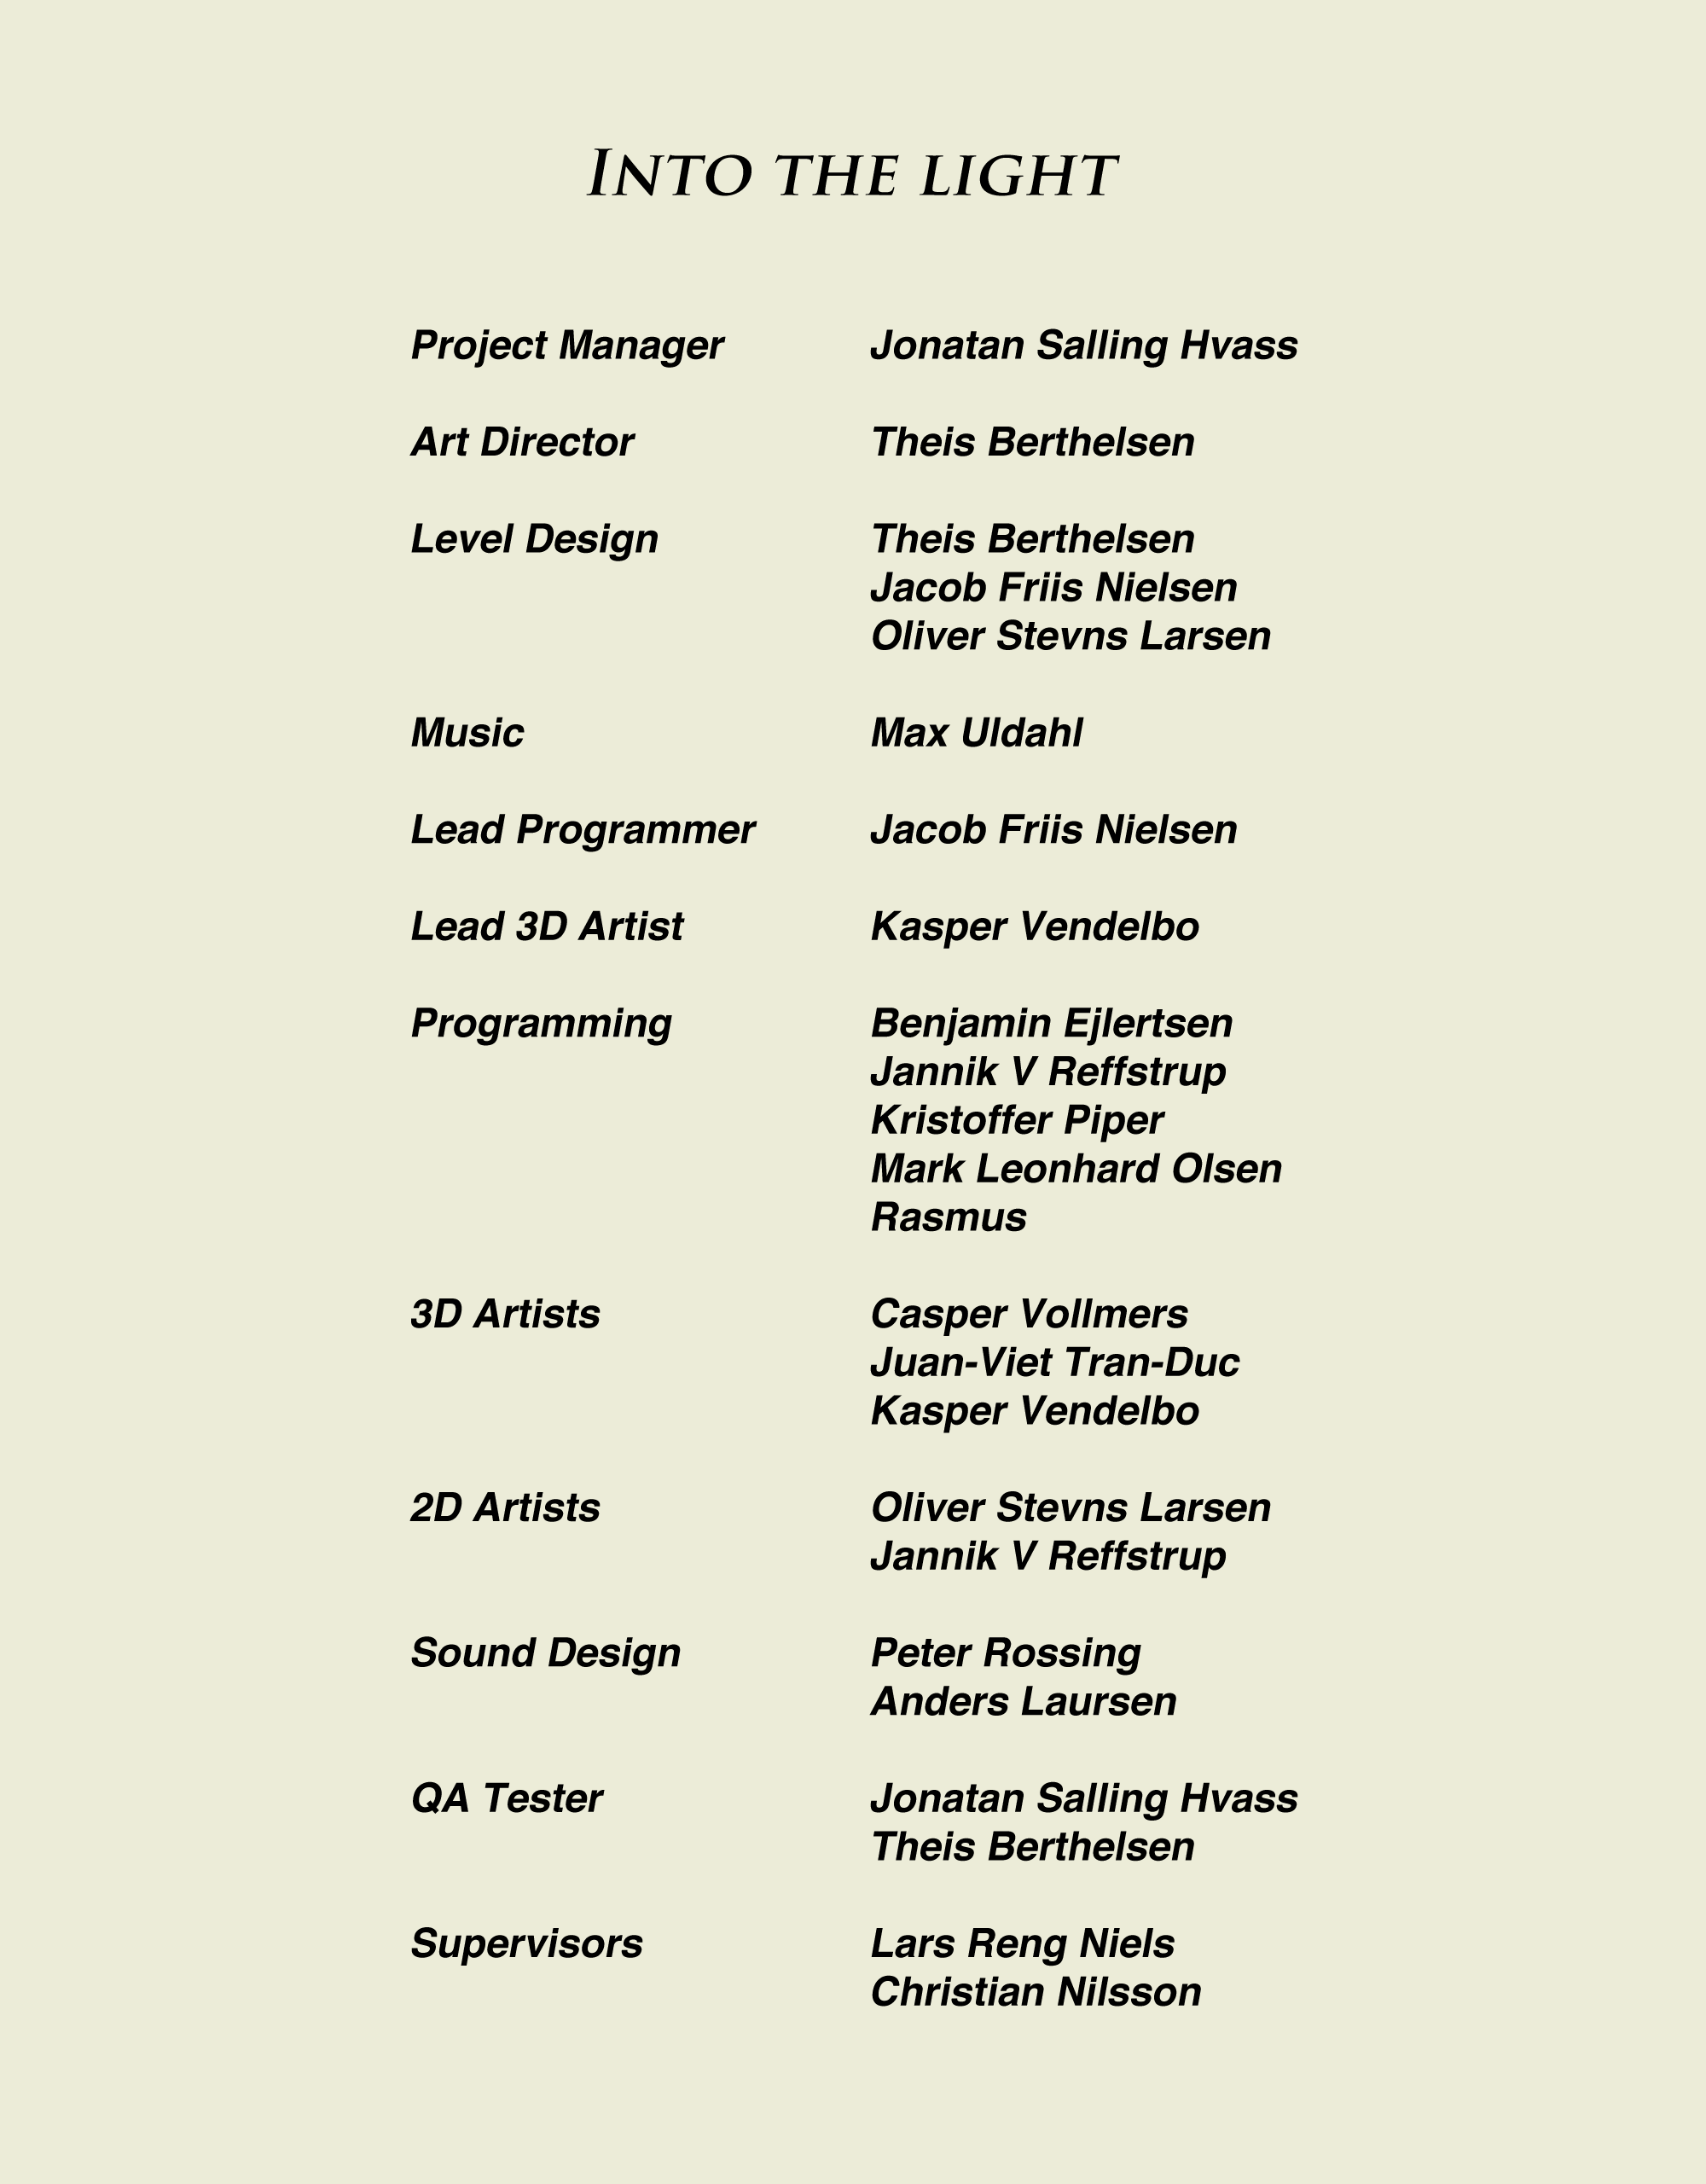 Into the light
Project Manager Jonatan Salling Hvass
Art Director Theis Berthelsen
Level Design Theis Berthelsen
Jacob Friis Nielsen
Oliver Stevns Larsen
Music Max Uldahl
Lead Programmer Jacob Friis Nielsen
Lead 3D Artist Kasper Vendelbo
Programming Benjamin Ejlertsen
Jannik V Reffstrup
Kristoffer Piper
Mark Leonhard Olsen
Rasmus
3D Artists Casper Vollmers
Juan-Viet Tran-Duc
Kasper Vendelbo
2D Artists Oliver Stevns Larsen
Jannik V Reffstrup
Sound Design Peter Rossing
Anders Laursen
QA Tester Jonatan Salling Hvass
Theis Berthelsen
Supervisors Lars Reng Niels
Christian Nilsson